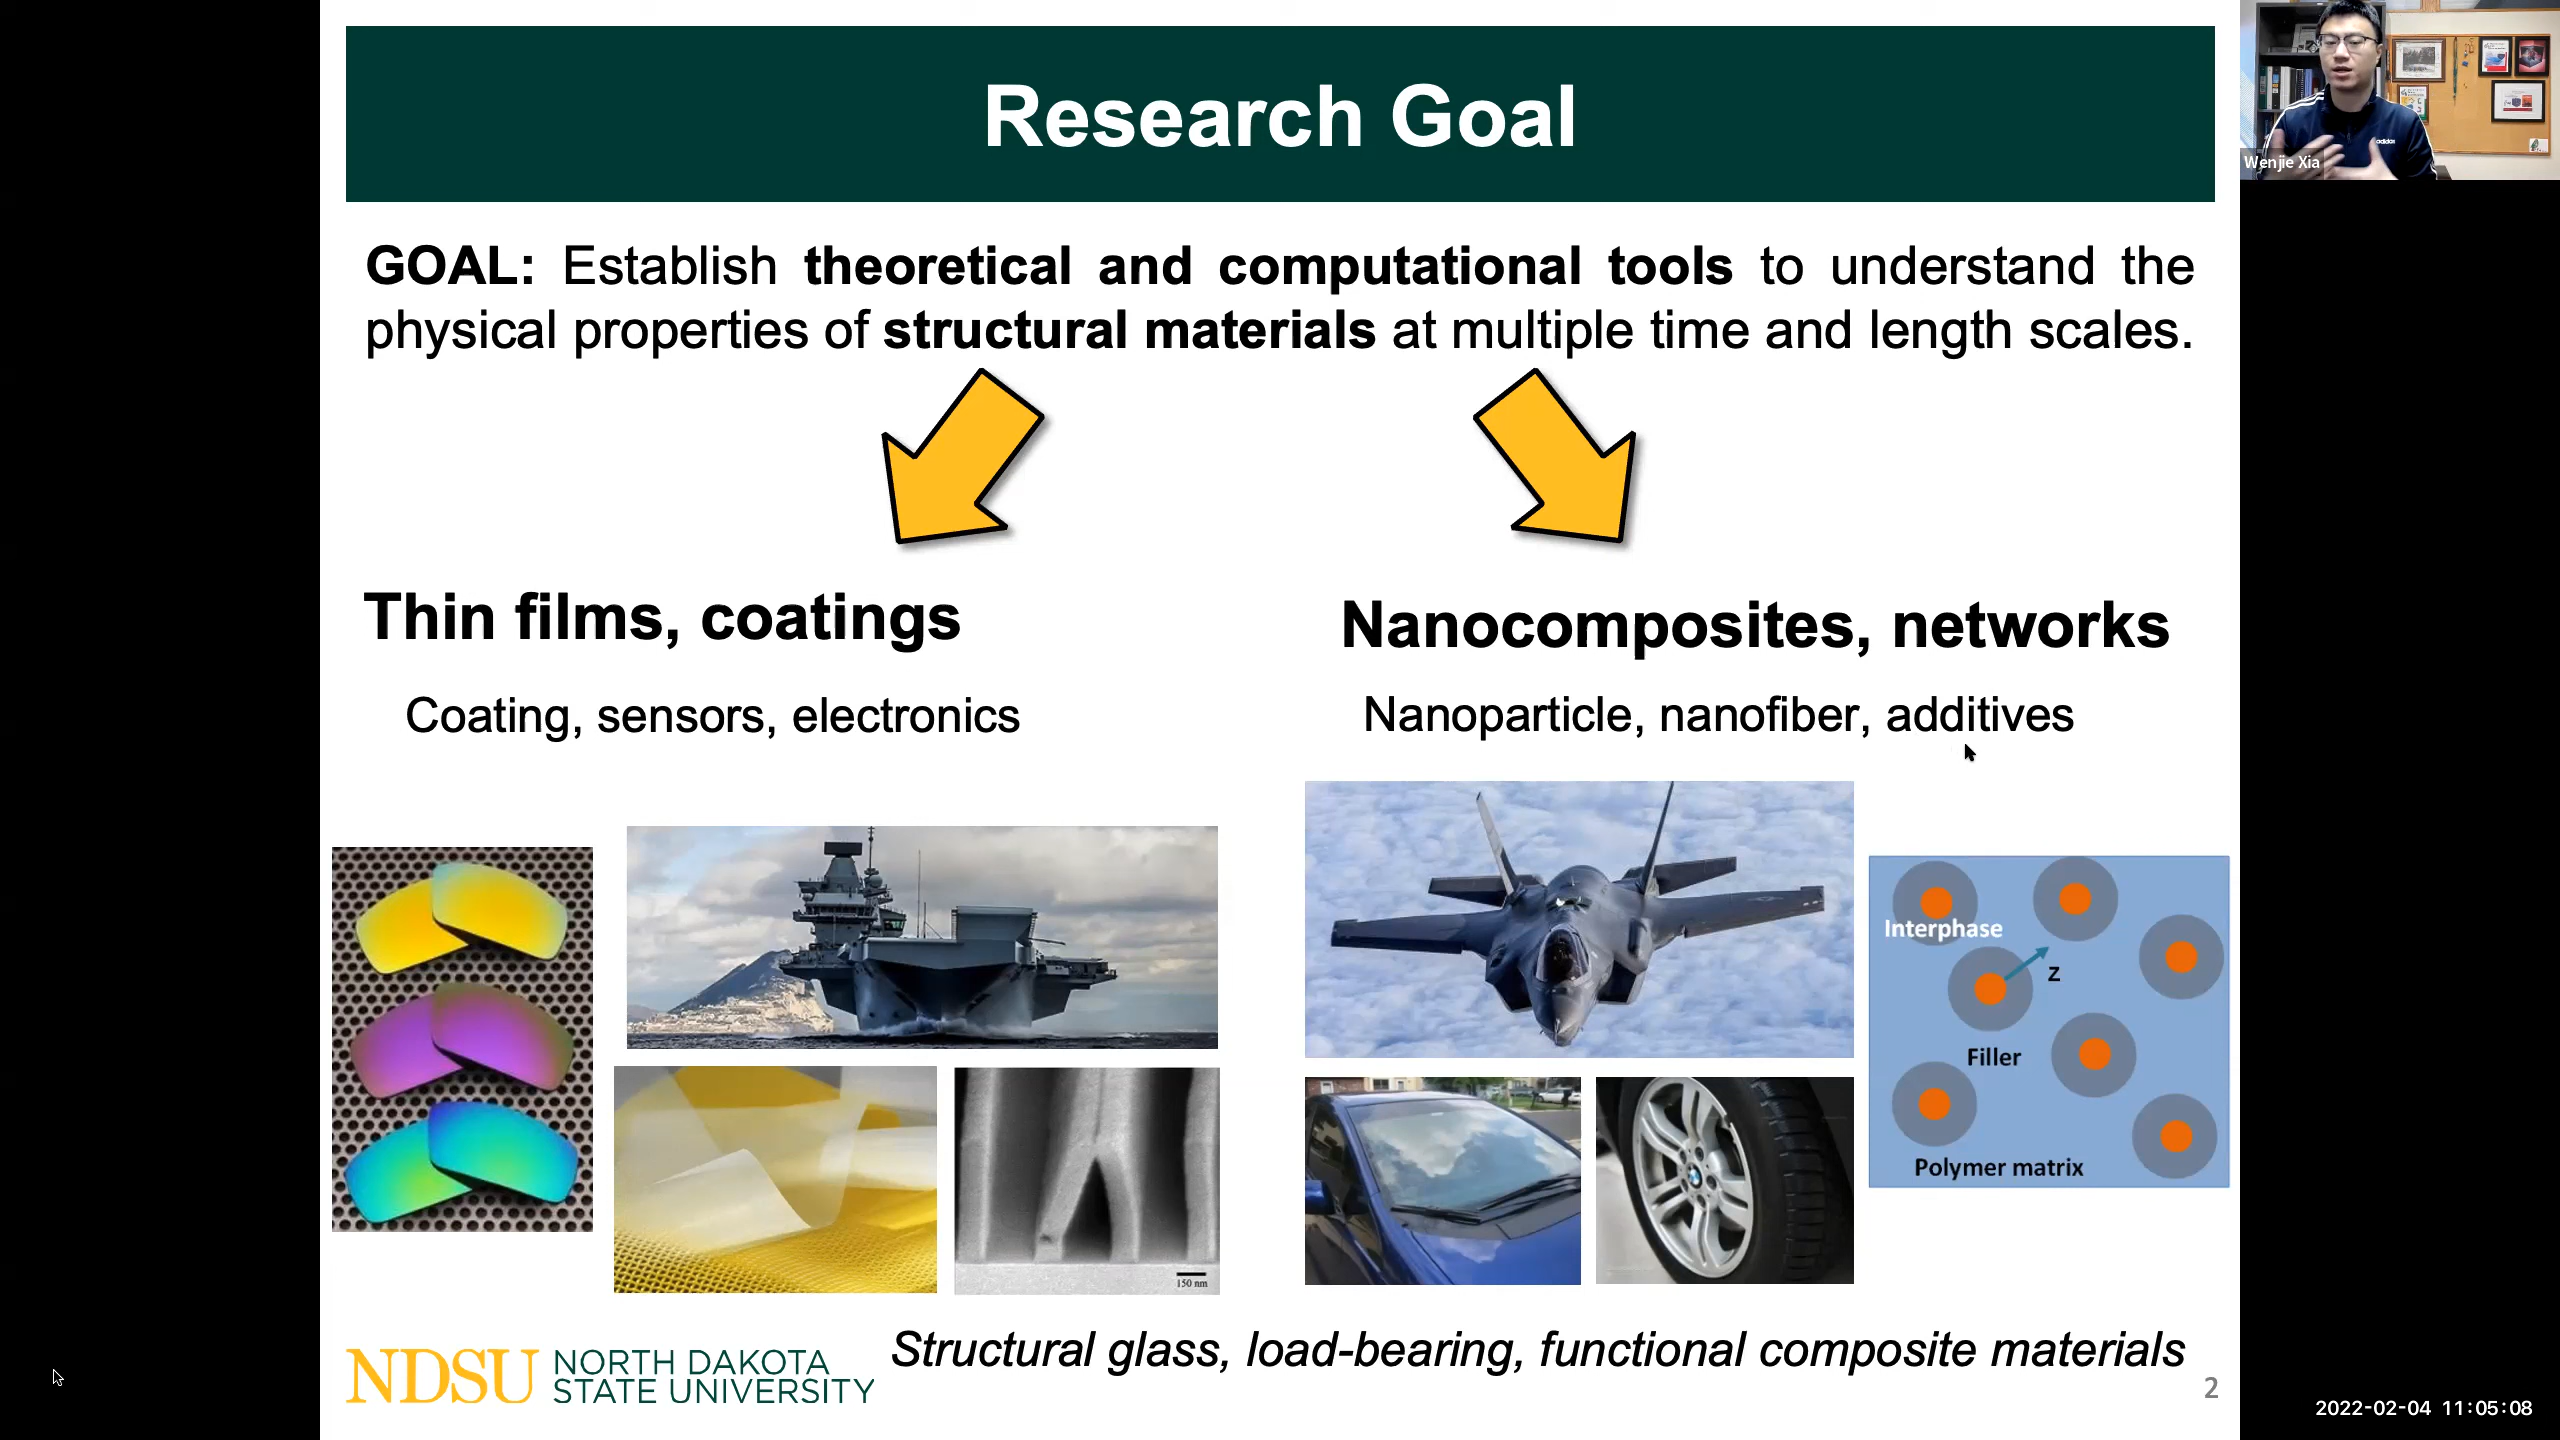 Research Goal
Wenjie Xia
GOAL: Establish theoretical and computational tools to understand the
physical properties of structural materials at multiple time and length scales.
Thin films, coatings
Nanocomposites, networks
Coating, sensors, electronics
Nanoparticle, nanofiber, additives
Interphase
z
Filler
Polymer matrix
150 nm
Structural glass, load-bearing, functional composite materials
NDSU NORTH DAKOTA
STATE UNIVERSITY
2
2022-02-04 11:05:08
adidas